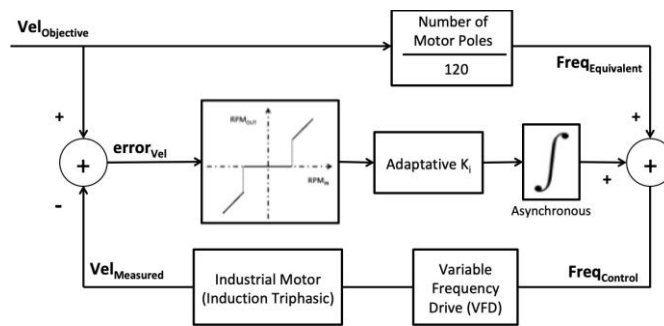 Vel_Objective
Number of
Motor Poles
120
Freq_Equivalent
+
+
error_Vel
RPM_OUT
RPM_IN
Adaptative K_i
∫
Asynchronous
+
+
+
-
Vel_Measured
Industrial Motor
(Induction Triphasic)
Variable
Frequency
Drive (VFD)
Freq_Control